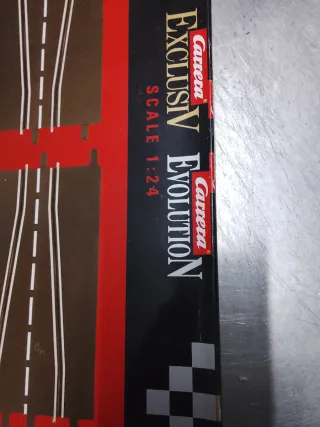 Carrera
EXCLUSIV
SCALE 1:24
Carrera
EVOLUTION